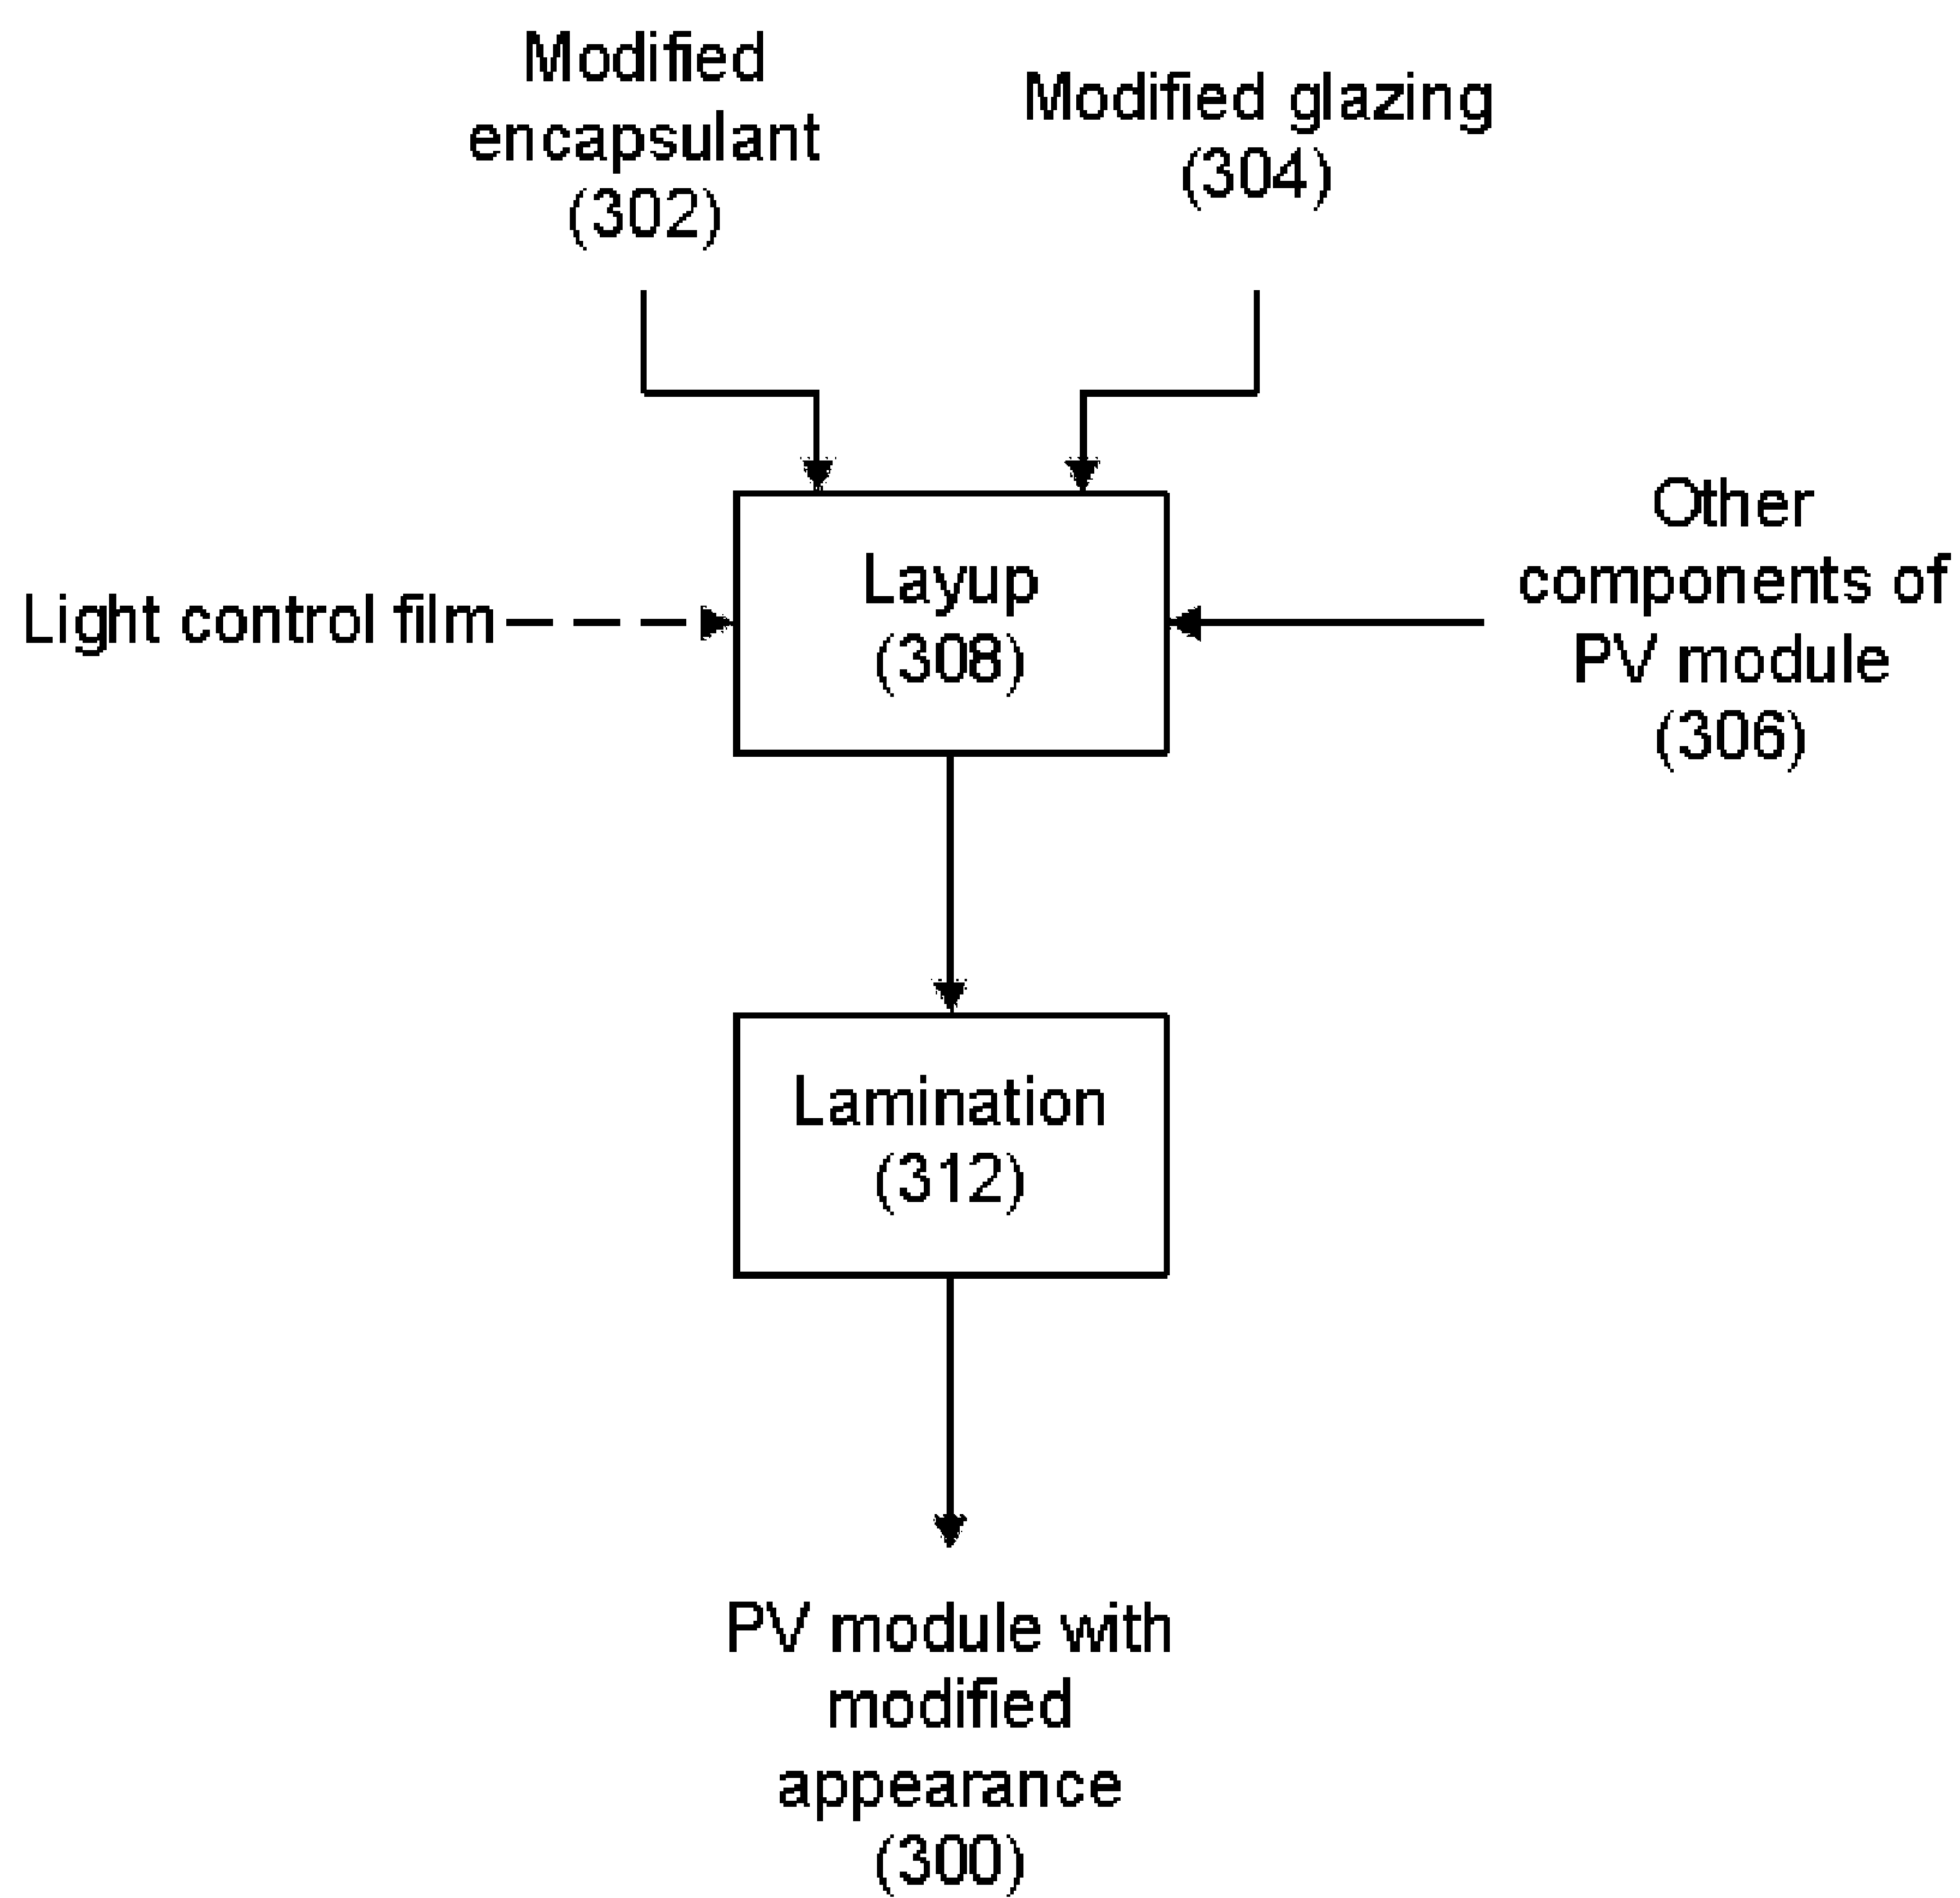 Modified
encapsulant
(302)
Modified glazing
(304)
Light control film
Layup
(308)
Other
components of
PV module
(306)
Lamination
(312)
PV module with
modified
appearance
(300)